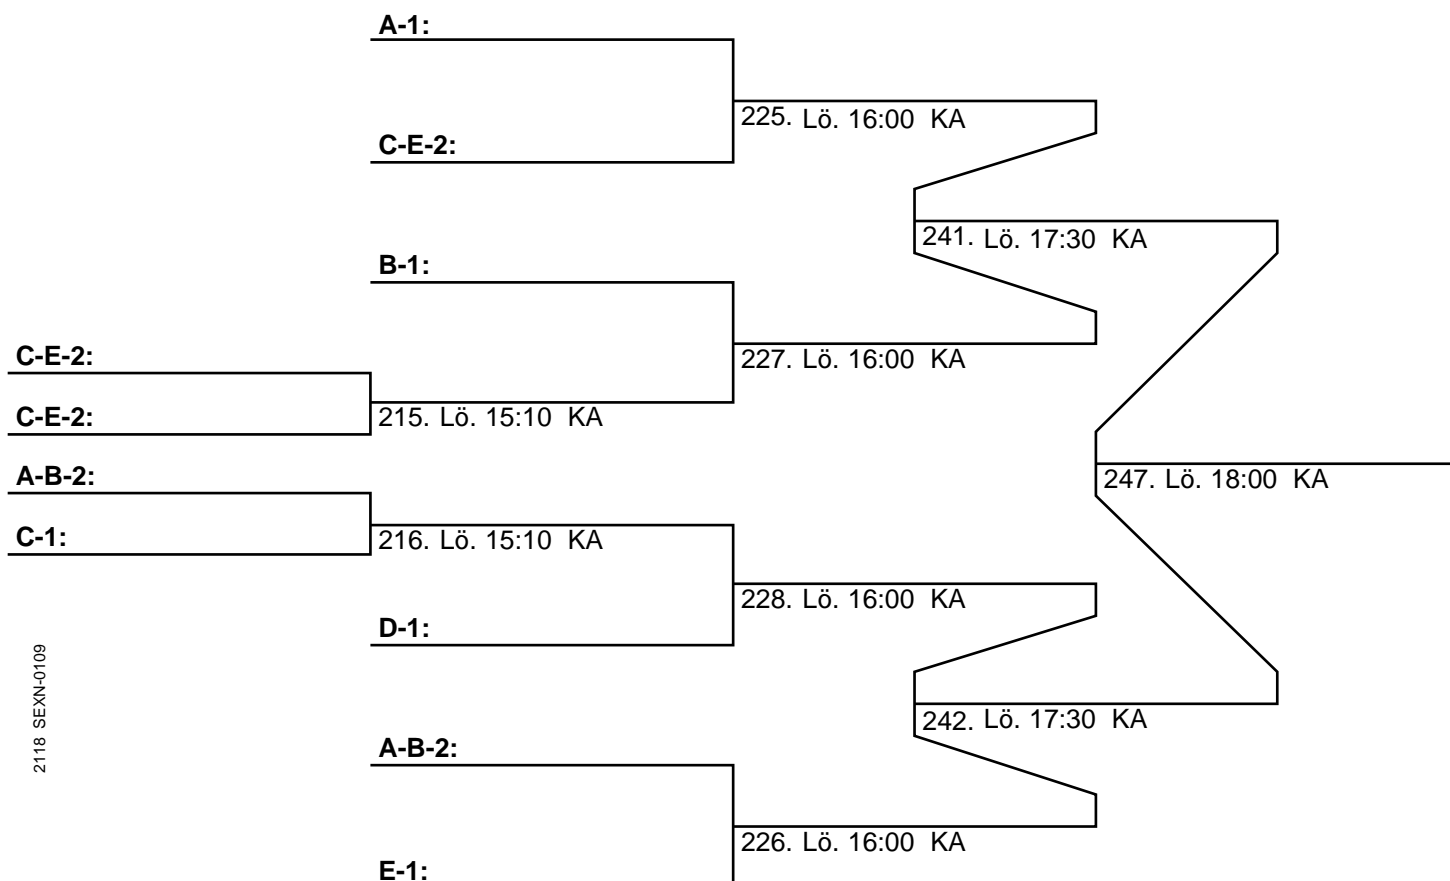 A-1:
225. Lö. 16:00 KA
C-E-2:
241. Lö. 17:30 KA
B-1:
C-E-2:
227. Lö. 16:00 KA
C-E-2:
215. Lö. 15:10 KA
A-B-2:
247. Lö. 18:00 KA
C-1:
216. Lö. 15:10 KA
228. Lö. 16:00 KA
D-1:
2118 SEXN-0109
242. Lö. 17:30 KA
A-B-2:
226. Lö. 16:00 KA
E-1: